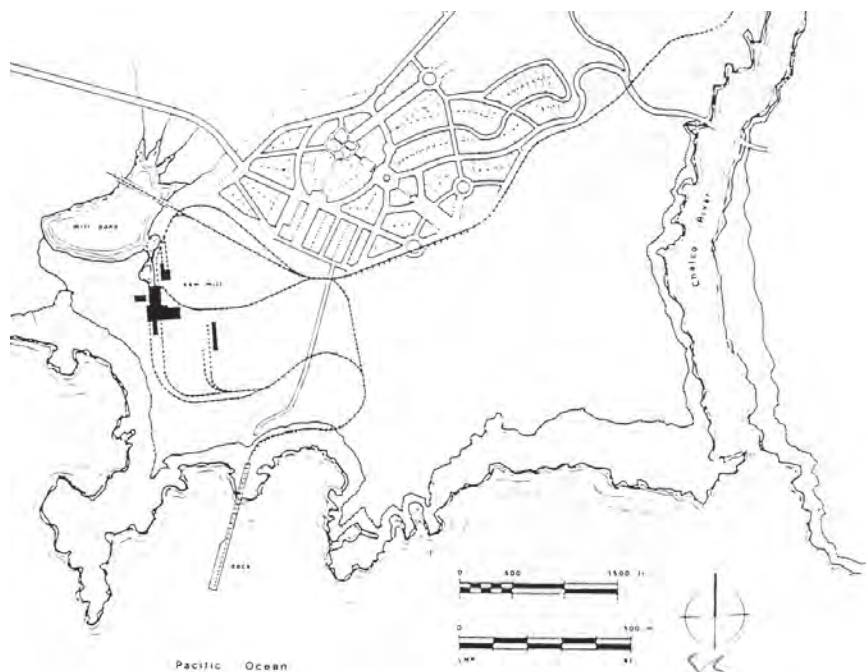 Mill Pond
Saw Mill
Chetco River
Dock
0 500 1500 ft.
0 500 m
Pacific Ocean